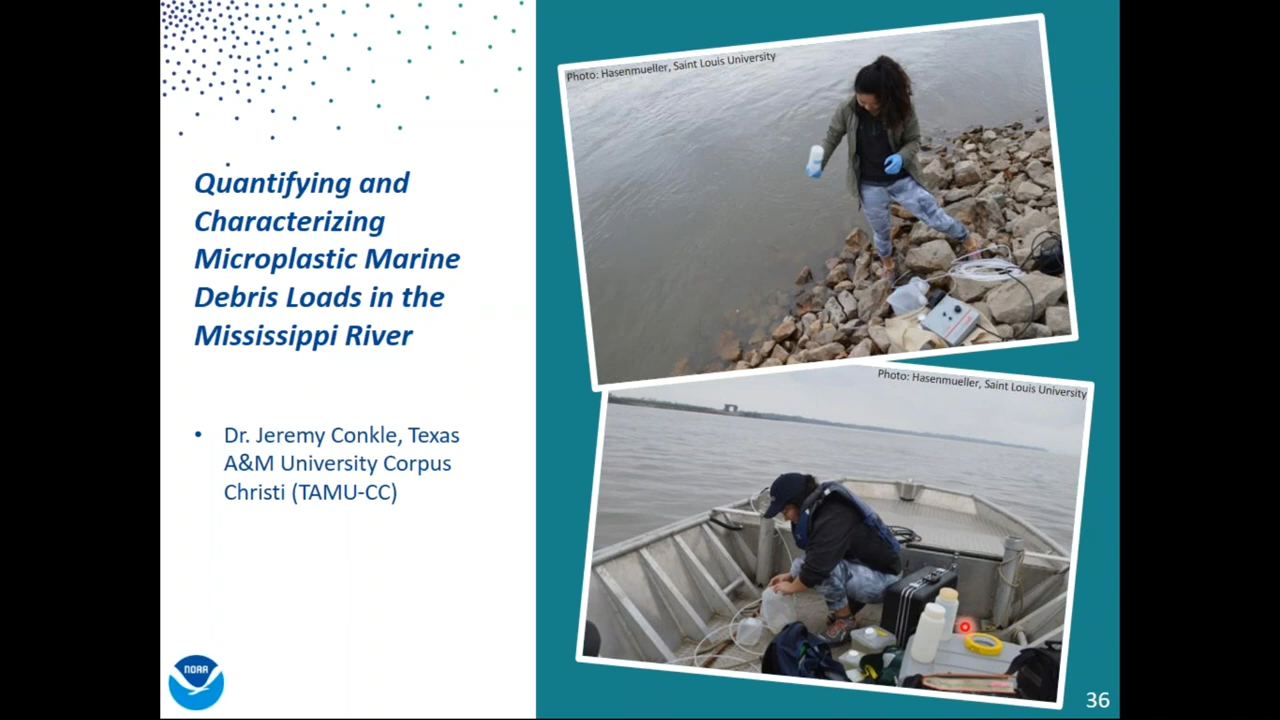 Quantifying and
Characterizing
Microplastic Marine
Debris Loads in the
Mississippi River
• Dr. Jeremy Conkle, Texas
A&M University Corpus
Christi (TAMU-CC)
NOAA
Photo: Hasenmueller, Saint Louis University
Photo: Hasenmueller, Saint Louis University
36